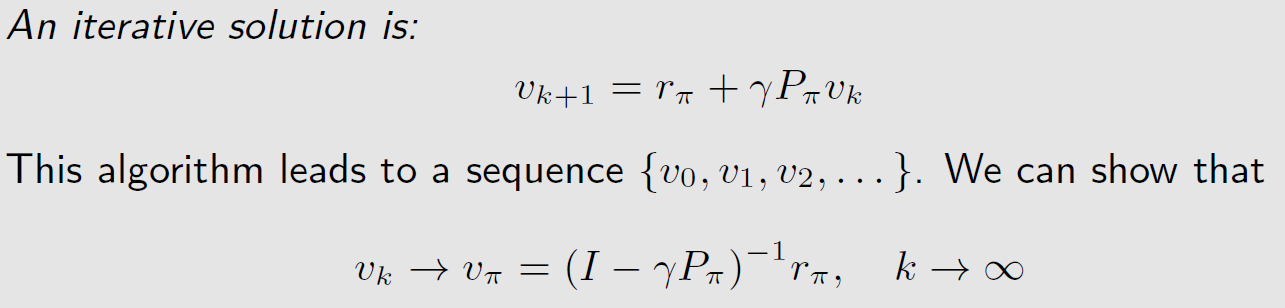 An iterative solution is:
v_{k+1} = r_π + γP_π v_k
This algorithm leads to a sequence {v_0, v_1, v_2, . . . }. We can show that
v_k → v_π = (I − γP_π)^{−1} r_π,    k → ∞